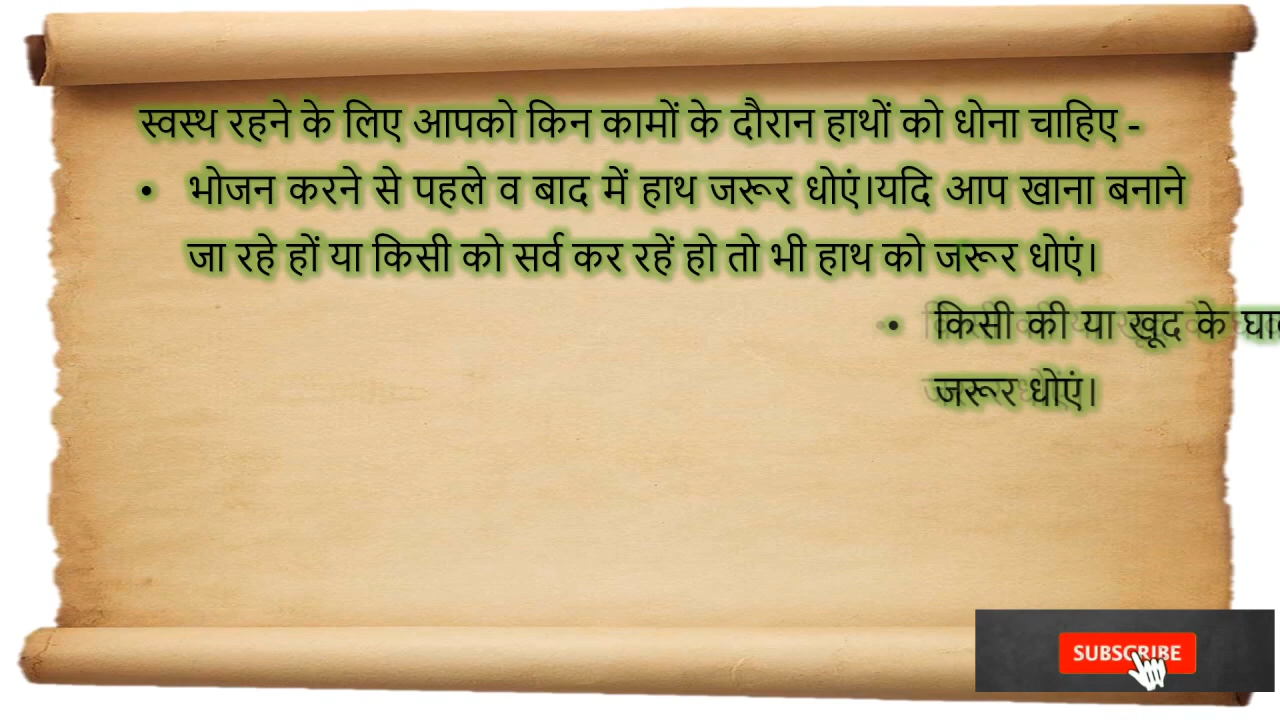 स्वस्थ रहने के लिए आपको किन कामों के दौरान हाथों को धोना चाहिए -
• भोजन करने से पहले व बाद में हाथ जरूर धोएं।यदि आप खाना बनाने
जा रहे हों या किसी को सर्व कर रहें हो तो भी हाथ को जरूर धोएं।
• किसी की या खूद के
जरूर धोएं।
SUBSCRIBE